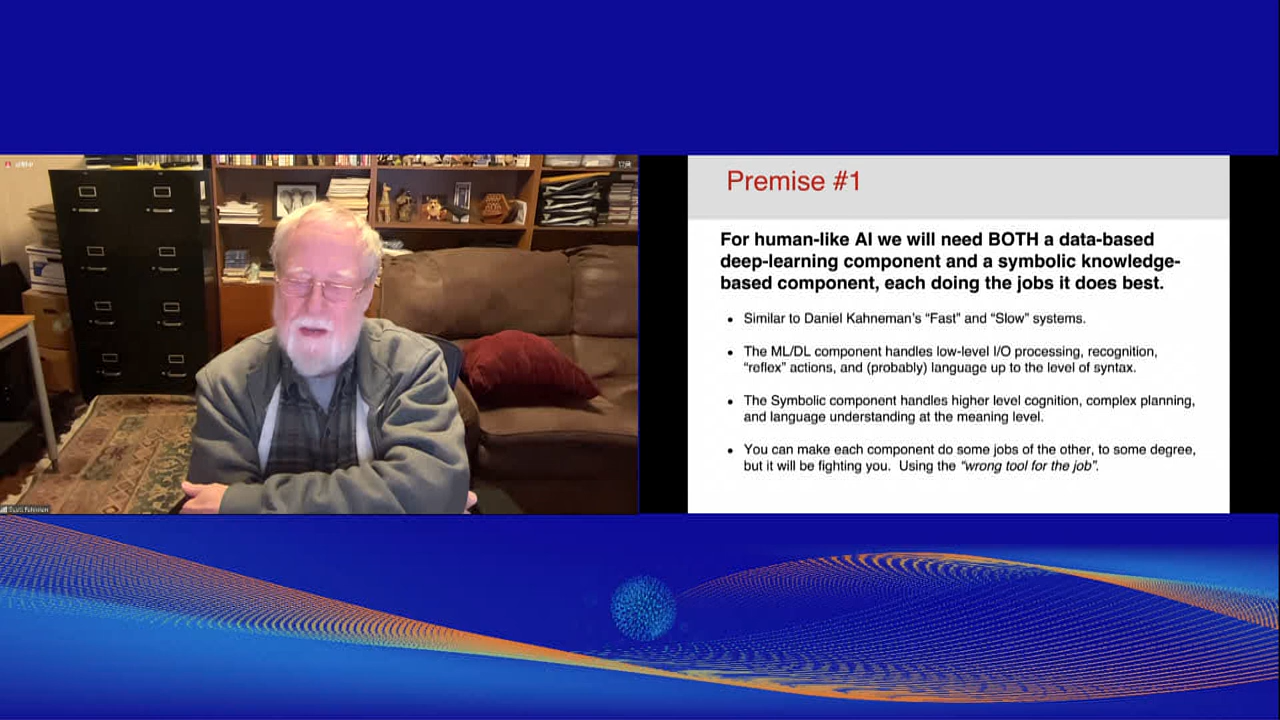 Premise #1
For human-like AI we will need BOTH a data-based
deep-learning component and a symbolic knowledge-
based component, each doing the jobs it does best.
• Similar to Daniel Kahneman's “Fast” and “Slow” systems.
• The ML/DL component handles low-level I/O processing, recognition,
“reflex” actions, and (probably) language up to the level of syntax.
• The Symbolic component handles higher level cognition, complex planning,
and language understanding at the meaning level.
• You can make each component do some jobs of the other, to some degree,
but it will be fighting you. Using the “wrong tool for the job”.